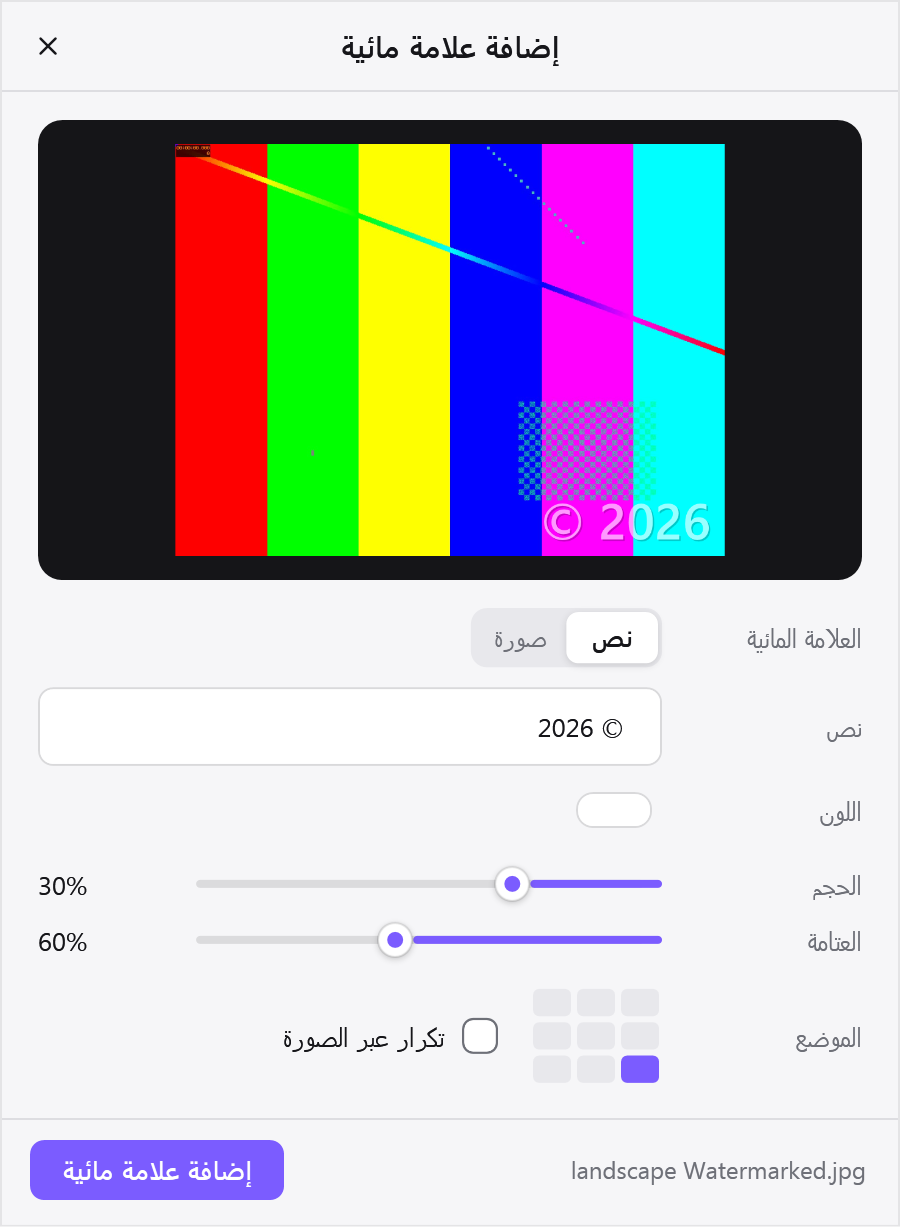 إضافة علامة مائية
© 2026
العلامة المائية
نص
صورة
نص
© 2026
اللون
الحجم
30%
العتامة
60%
الموضع
تكرار عبر الصورة
landscape Watermarked.jpg
إضافة علامة مائية